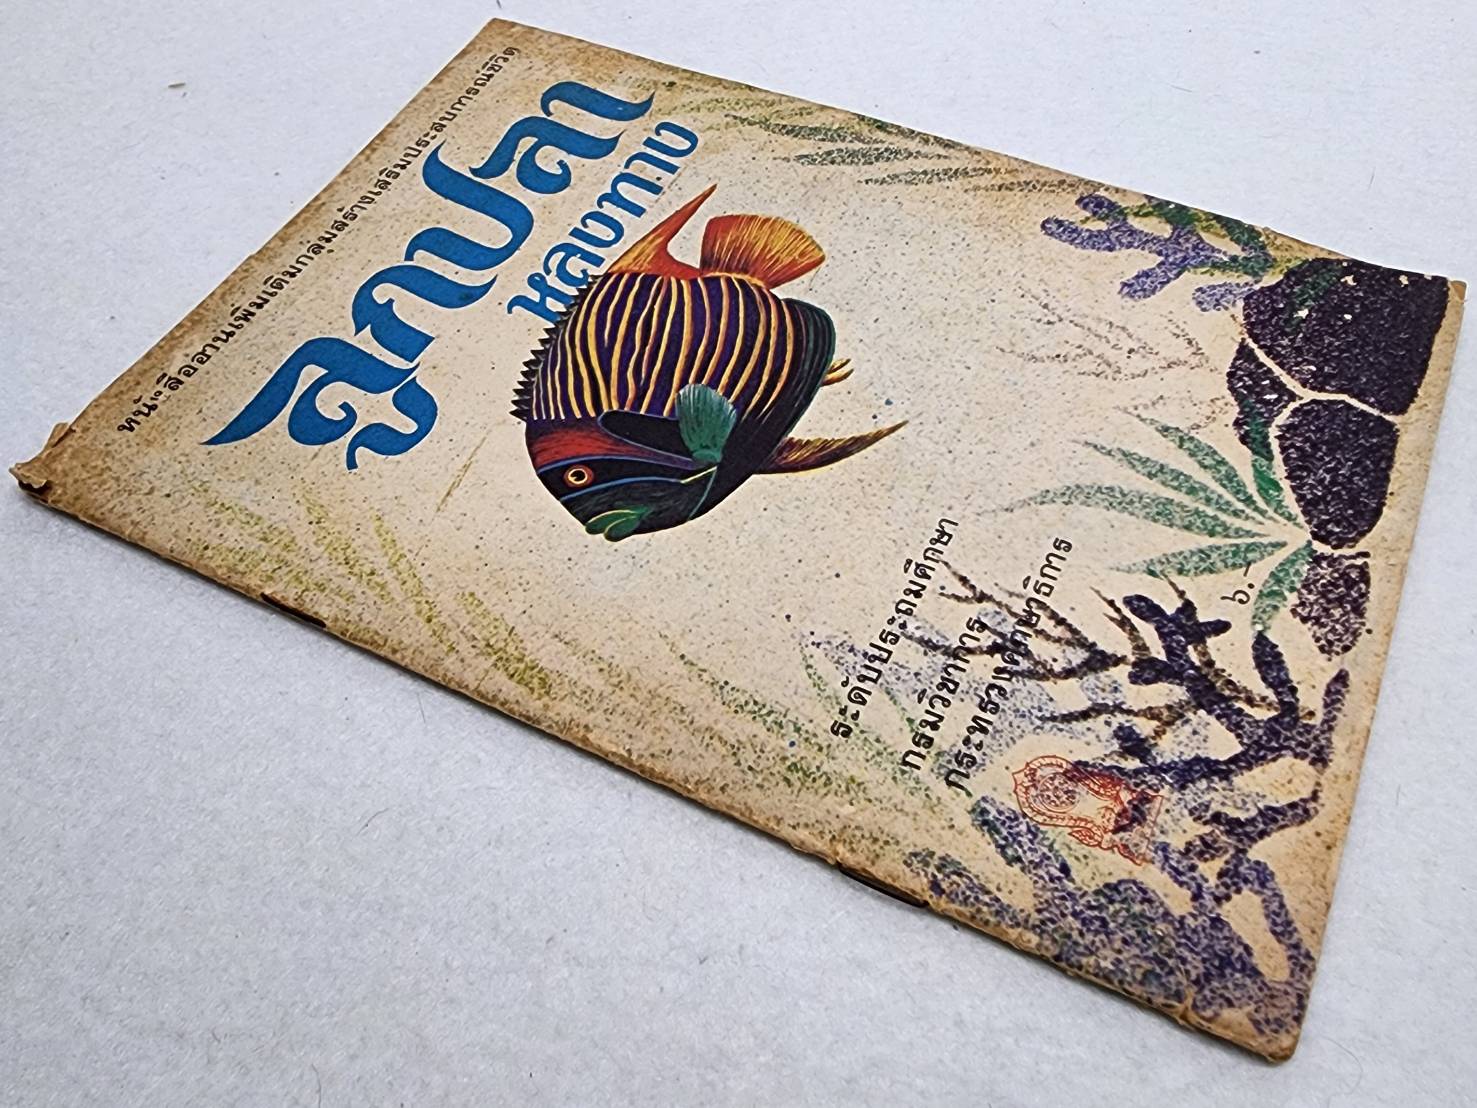 หนังสืออ่านเพิ่มเติมกลุ่มสร้างเสริมประสบการณ์ชีวิต
ลูกปลา
หลงทาง
ระดับประถมศึกษา
กรมวิชาการ
กระทรวงศึกษาธิการ
๖.-